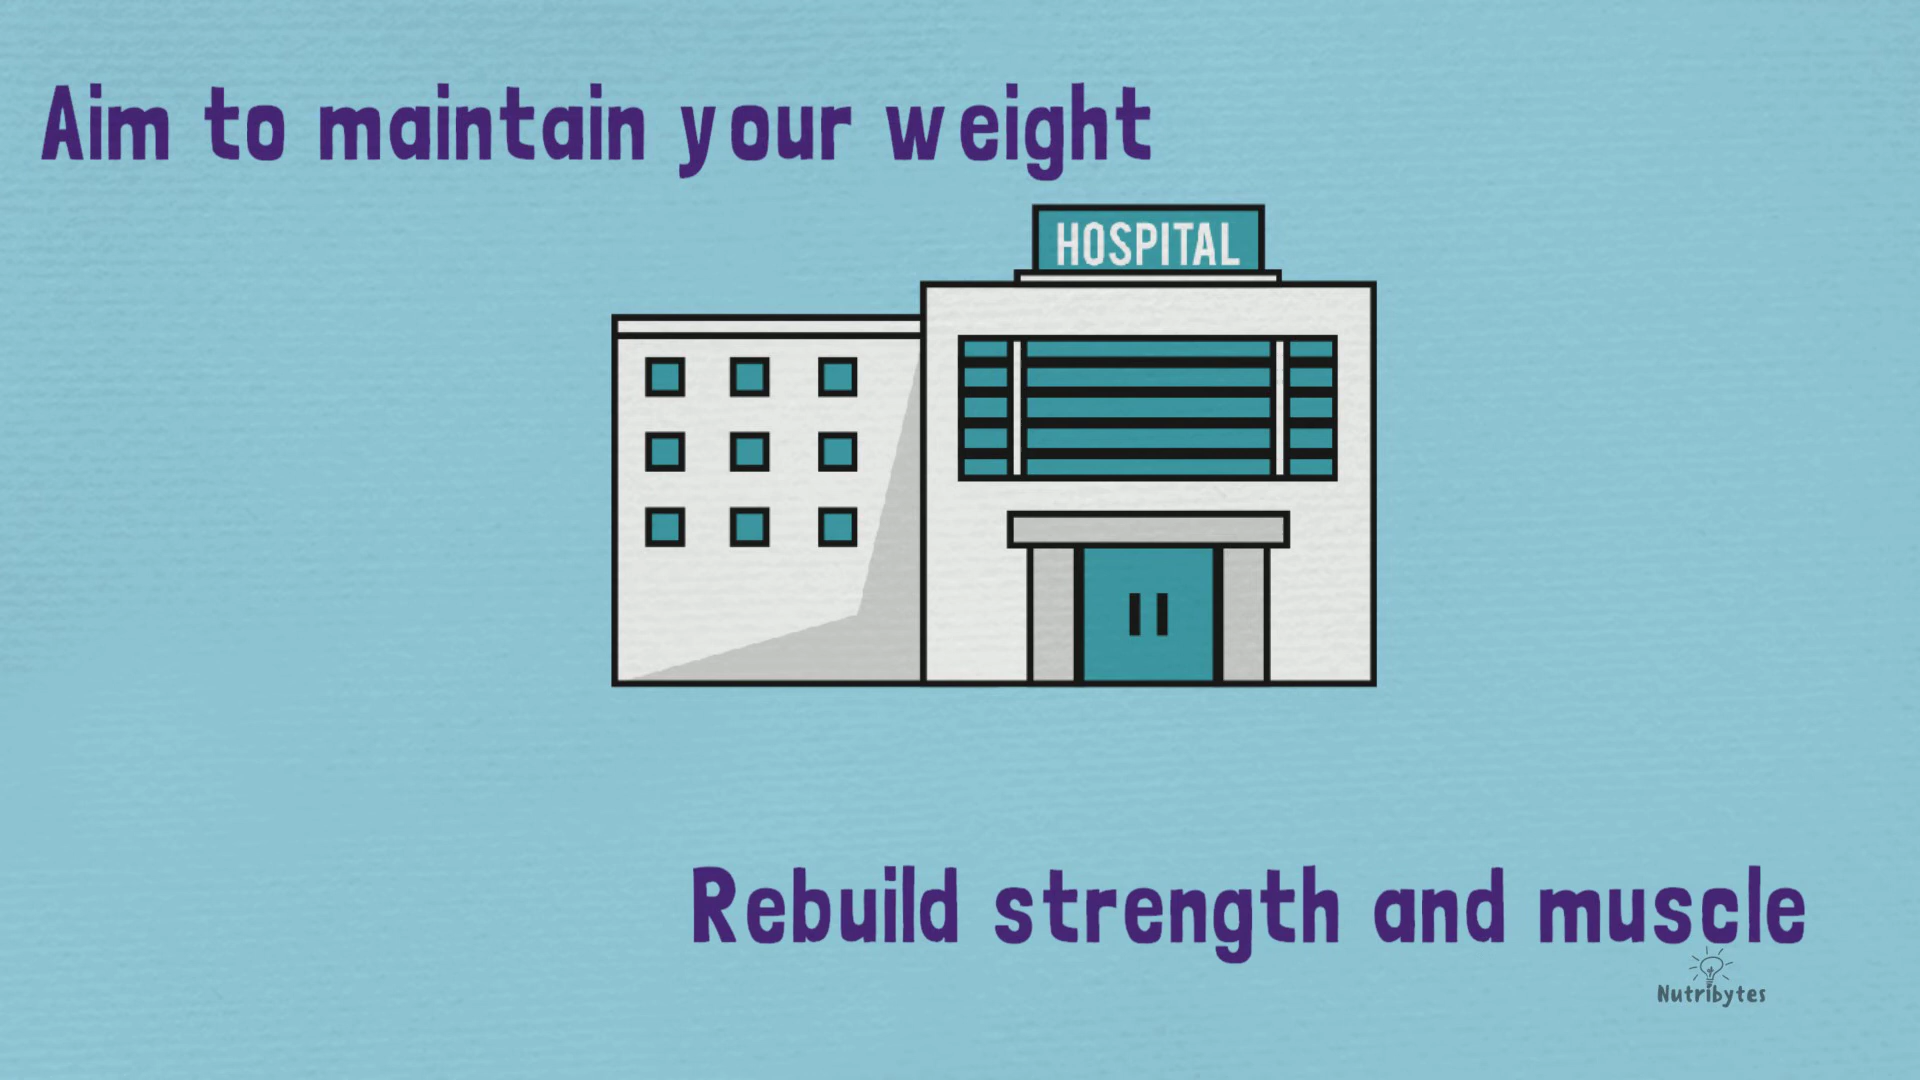 Aim to maintain your weight
HOSPITAL
Rebuild strength and muscle
Nutribytes